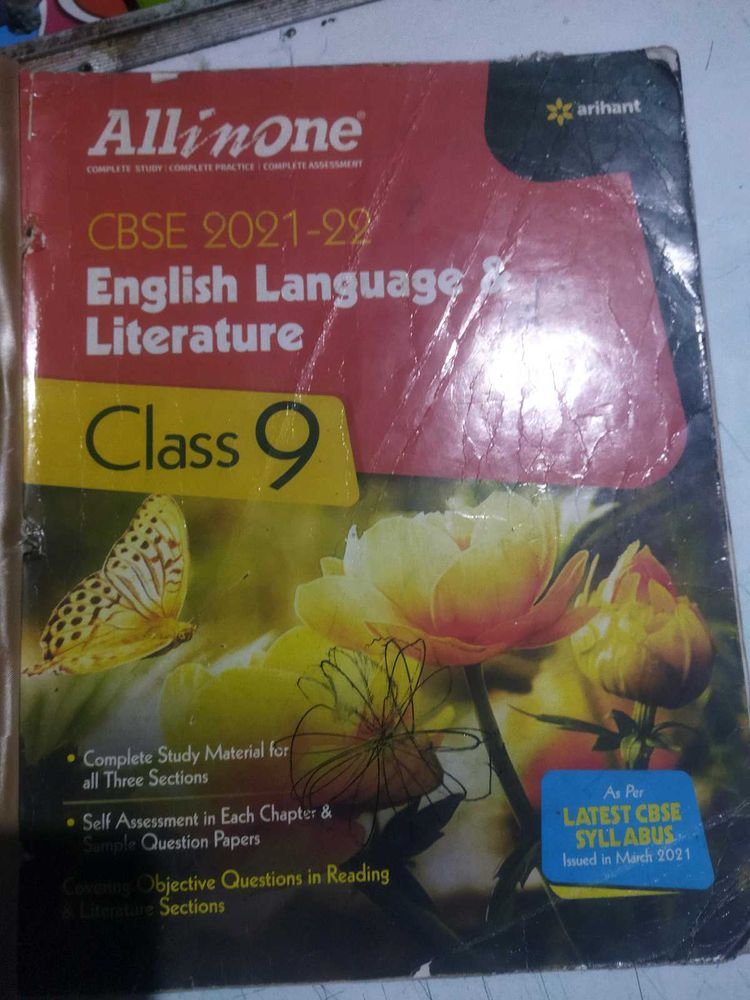 arihant
All in One®
COMPLETE STUDY | COMPLETE PRACTICE | COMPLETE ASSESSMENT
CBSE 2021-22
English Language &
Literature
Class 9
• Complete Study Material for
all Three Sections
• Self Assessment in Each Chapter &
Sample Question Papers
Covering Objective Questions in Reading
& Literature Sections
As Per
LATEST CBSE
SYLLABUS
Issued in March 2021